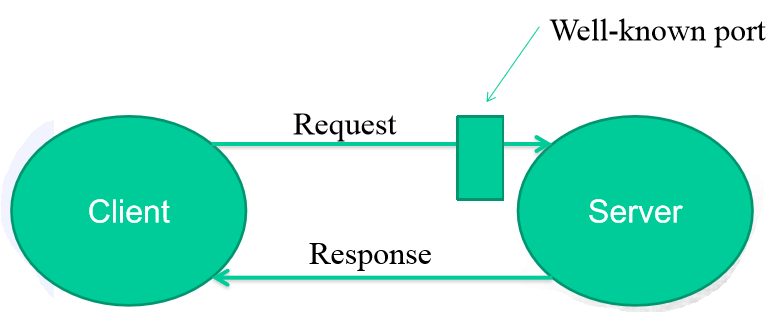 Well-known port
Request
Client
Server
Response